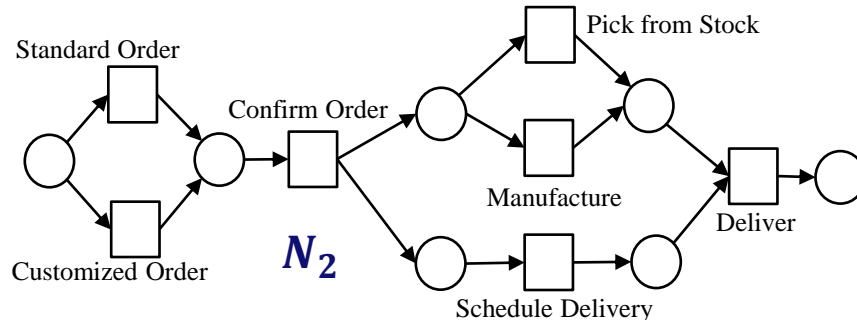 Standard Order
Pick from Stock
Confirm Order
Manufacture
Deliver
Customized Order
N₂
Schedule Delivery